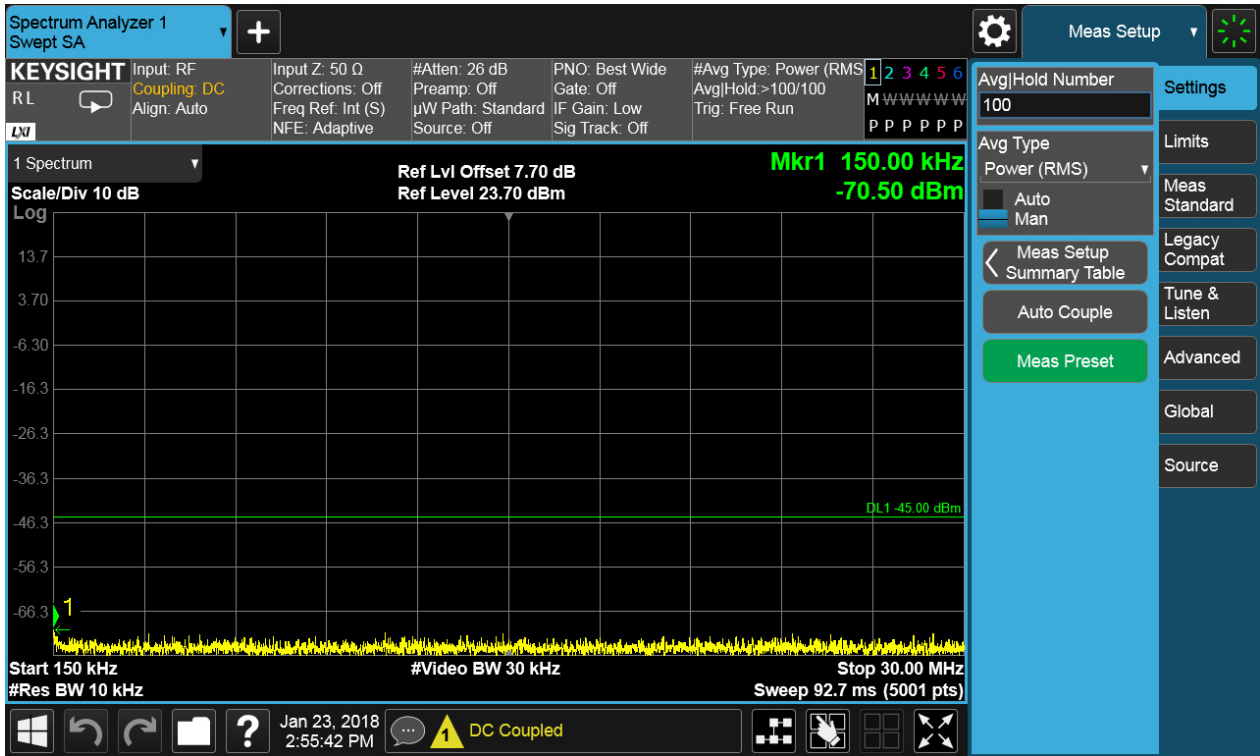 Spectrum Analyzer 1
Swept SA
+
Meas Setup
KEYSIGHT
R L
LXI
Input: RF
Coupling: DC
Align: Auto
Input Z: 50 Ω
Corrections: Off
Freq Ref: Int (S)
NFE: Adaptive
#Atten: 26 dB
Preamp: Off
µW Path: Standard
Source: Off
PNO: Best Wide
Gate: Off
IF Gain: Low
Sig Track: Off
#Avg Type: Power (RMS
Avg|Hold:>100/100
Trig: Free Run
1 2 3 4 5 6
M W W W W W
P P P P P P
1 Spectrum
Scale/Div 10 dB
Log
Ref Lvl Offset 7.70 dB
Ref Level 23.70 dBm
Mkr1 150.00 kHz
-70.50 dBm
13.7
3.70
-6.30
-16.3
-26.3
-36.3
-46.3
-56.3
-66.3
DL1 -45.00 dBm
1
Start 150 kHz
#Video BW 30 kHz
Stop 30.00 MHz
#Res BW 10 kHz
Sweep 92.7 ms (5001 pts)
Avg|Hold Number
100
Avg Type
Power (RMS)
Auto
Man
Meas Setup
Summary Table
Auto Couple
Meas Preset
Settings
Limits
Meas
Standard
Legacy
Compat
Tune &
Listen
Advanced
Global
Source
?
Jan 23, 2018
2:55:42 PM
1
DC Coupled